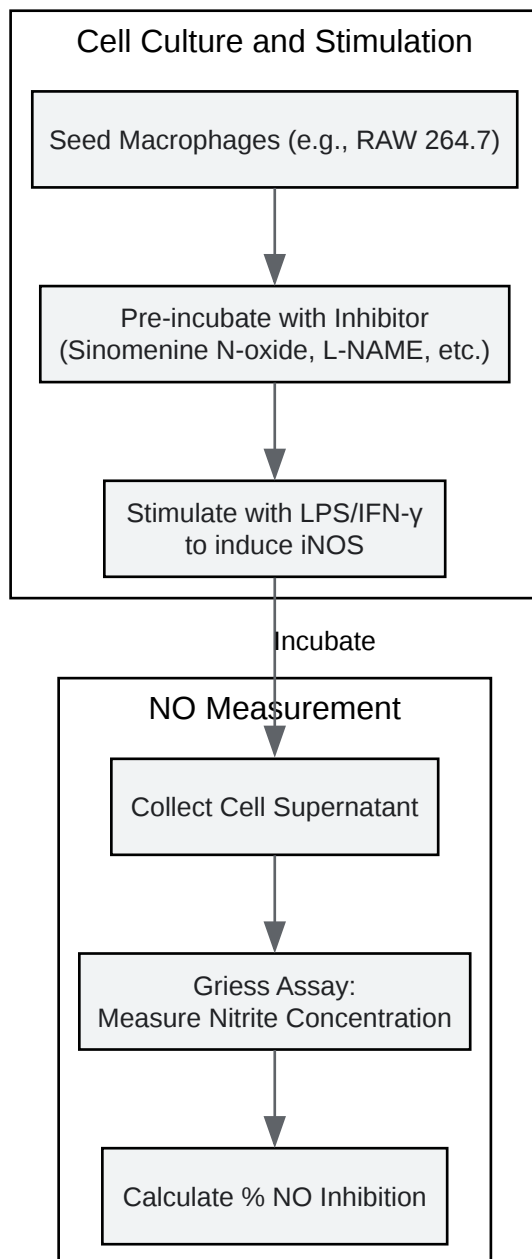 Cell Culture and Stimulation
Seed Macrophages (e.g., RAW 264.7)
Pre-incubate with Inhibitor
(Sinomenine N-oxide, L-NAME, etc.)
Stimulate with LPS/IFN-γ
to induce iNOS
Incubate
NO Measurement
Collect Cell Supernatant
Griess Assay:
Measure Nitrite Concentration
Calculate % NO Inhibition